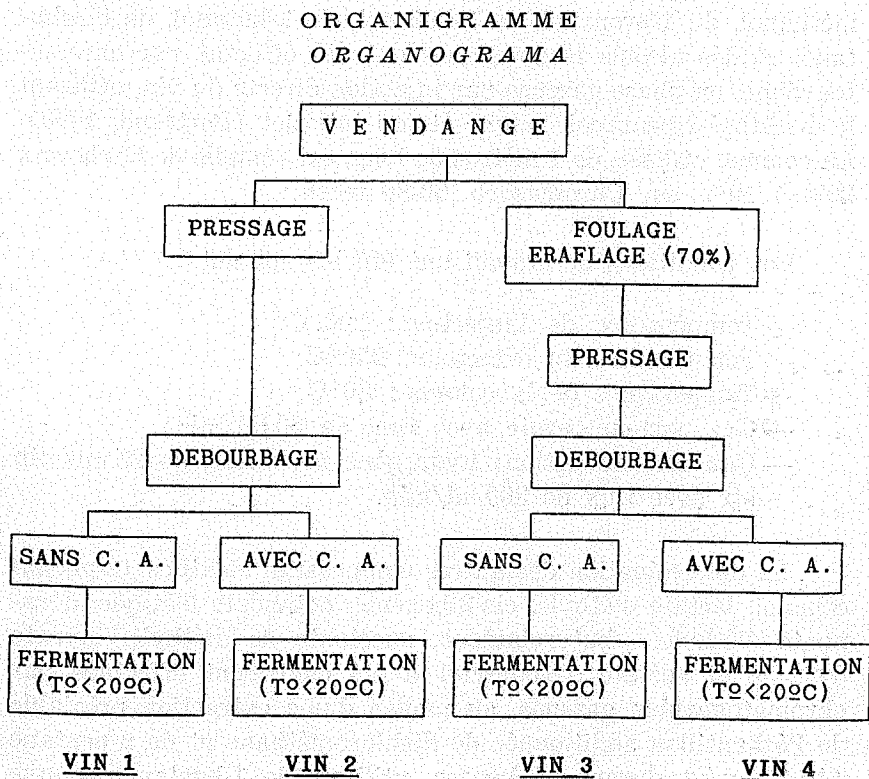 ORGANIGRAMME
ORGANOGRAMA
VENDANGE
PRESSAGE
FOULAGE
ERAFLAGE (70%)
PRESSAGE
DEBOURBAGE
DEBOURBAGE
SANS C. A.
AVEC C. A.
SANS C. A.
AVEC C. A.
FERMENTATION
(Tº<20ºC)
FERMENTATION
(Tº<20ºC)
FERMENTATION
(Tº<20ºC)
FERMENTATION
(Tº<20ºC)
VIN 1
VIN 2
VIN 3
VIN 4